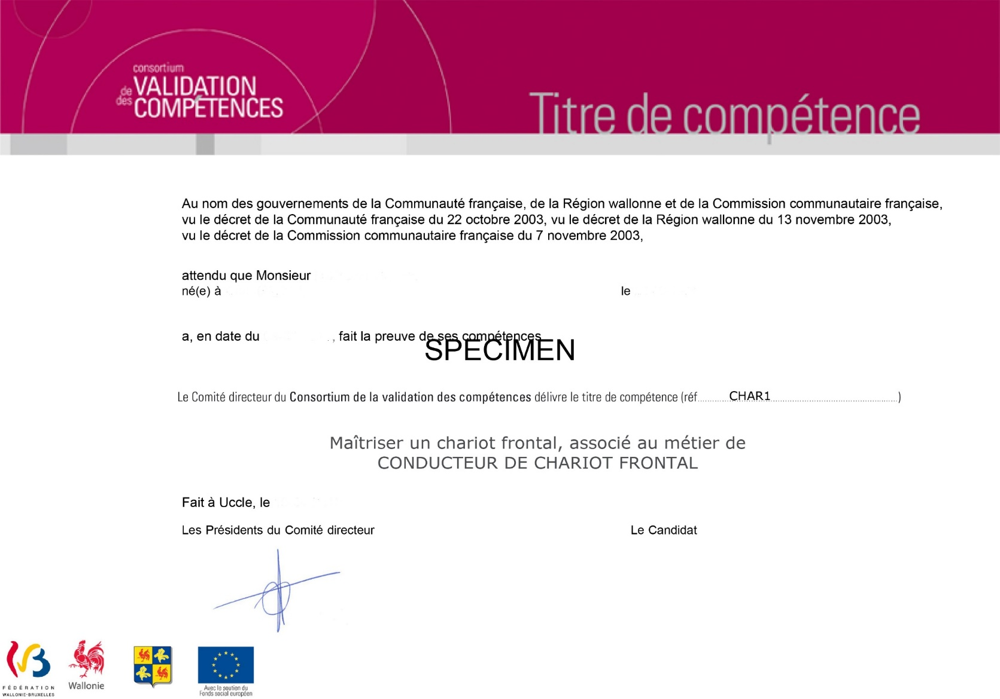 consortium
de VALIDATION
des COMPÉTENCES
Titre de compétence
Au nom des gouvernements de la Communauté française, de la Région wallonne et de la Commission communautaire française,
vu le décret de la Communauté française du 22 octobre 2003, vu le décret de la Région wallonne du 13 novembre 2003,
vu le décret de la Commission communautaire française du 7 novembre 2003,
attendu que Monsieur
né(e) à le
a, en date du , fait la preuve de ses compétences
SPECIMEN
Le Comité directeur du Consortium de la validation des compétences délivre le titre de compétence (réf. CHAR1 )
Maîtriser un chariot frontal, associé au métier de
CONDUCTEUR DE CHARIOT FRONTAL
Fait à Uccle, le
Les Présidents du Comité directeur Le Candidat
FÉDÉRATION
WALLONIE-BRUXELLES
Wallonie
Avec le soutien du
Fonds social européen